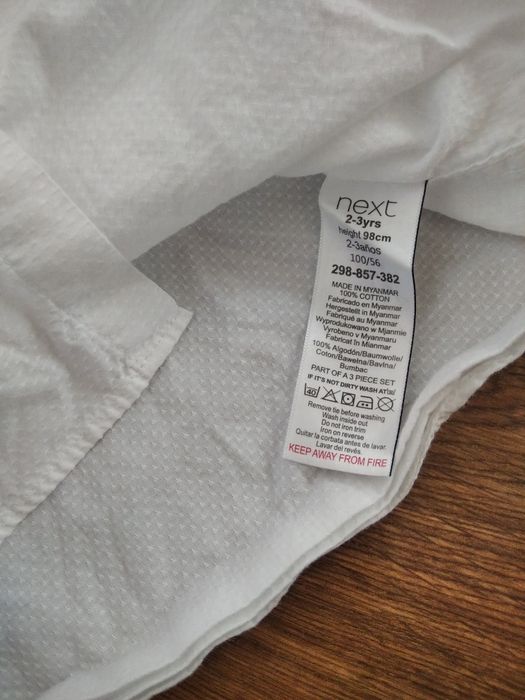 next
2-3yrs
height 98cm
2-3años
100/56
298-857-382
MADE IN MYANMAR
100% COTTON
Fabricado en Myanmar
Hergestellt in Myanmar
Fabriqué au Myanmar
Wyprodukowano w Mjanmie
Vyrobeno v Myanmaru
Fabricat în Mianmar
100% Algodón/Baumwolle/
Coton/Bawełna/Bavlna/
Bumbac
PART OF A 3 PIECE SET
IF IT'S NOT DIRTY WASH AT
40
Remove tie before washing
Wash inside out
Do not iron trim
Iron on reverse
Quitar la corbata antes de lavar.
Lavar del revés.
KEEP AWAY FROM FIRE